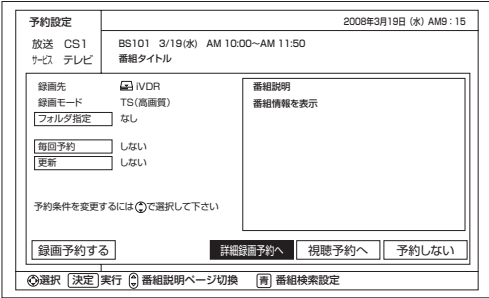 予約設定 2008年3月19日（水）AM9：15
放送 CS1 BS101 3/19(水) AM 10:00～AM 11:50
サービス テレビ 番組タイトル
録画先 iVDR
録画モード TS(高画質)
フォルダ指定 なし
毎回予約 しない
更新 しない
予約条件を変更するにはで選択して下さい
番組説明
番組情報を表示
録画予約する 詳細録画予約へ 視聴予約へ 予約しない
選択 決定 実行 番組説明ページ切換 青 番組検索設定